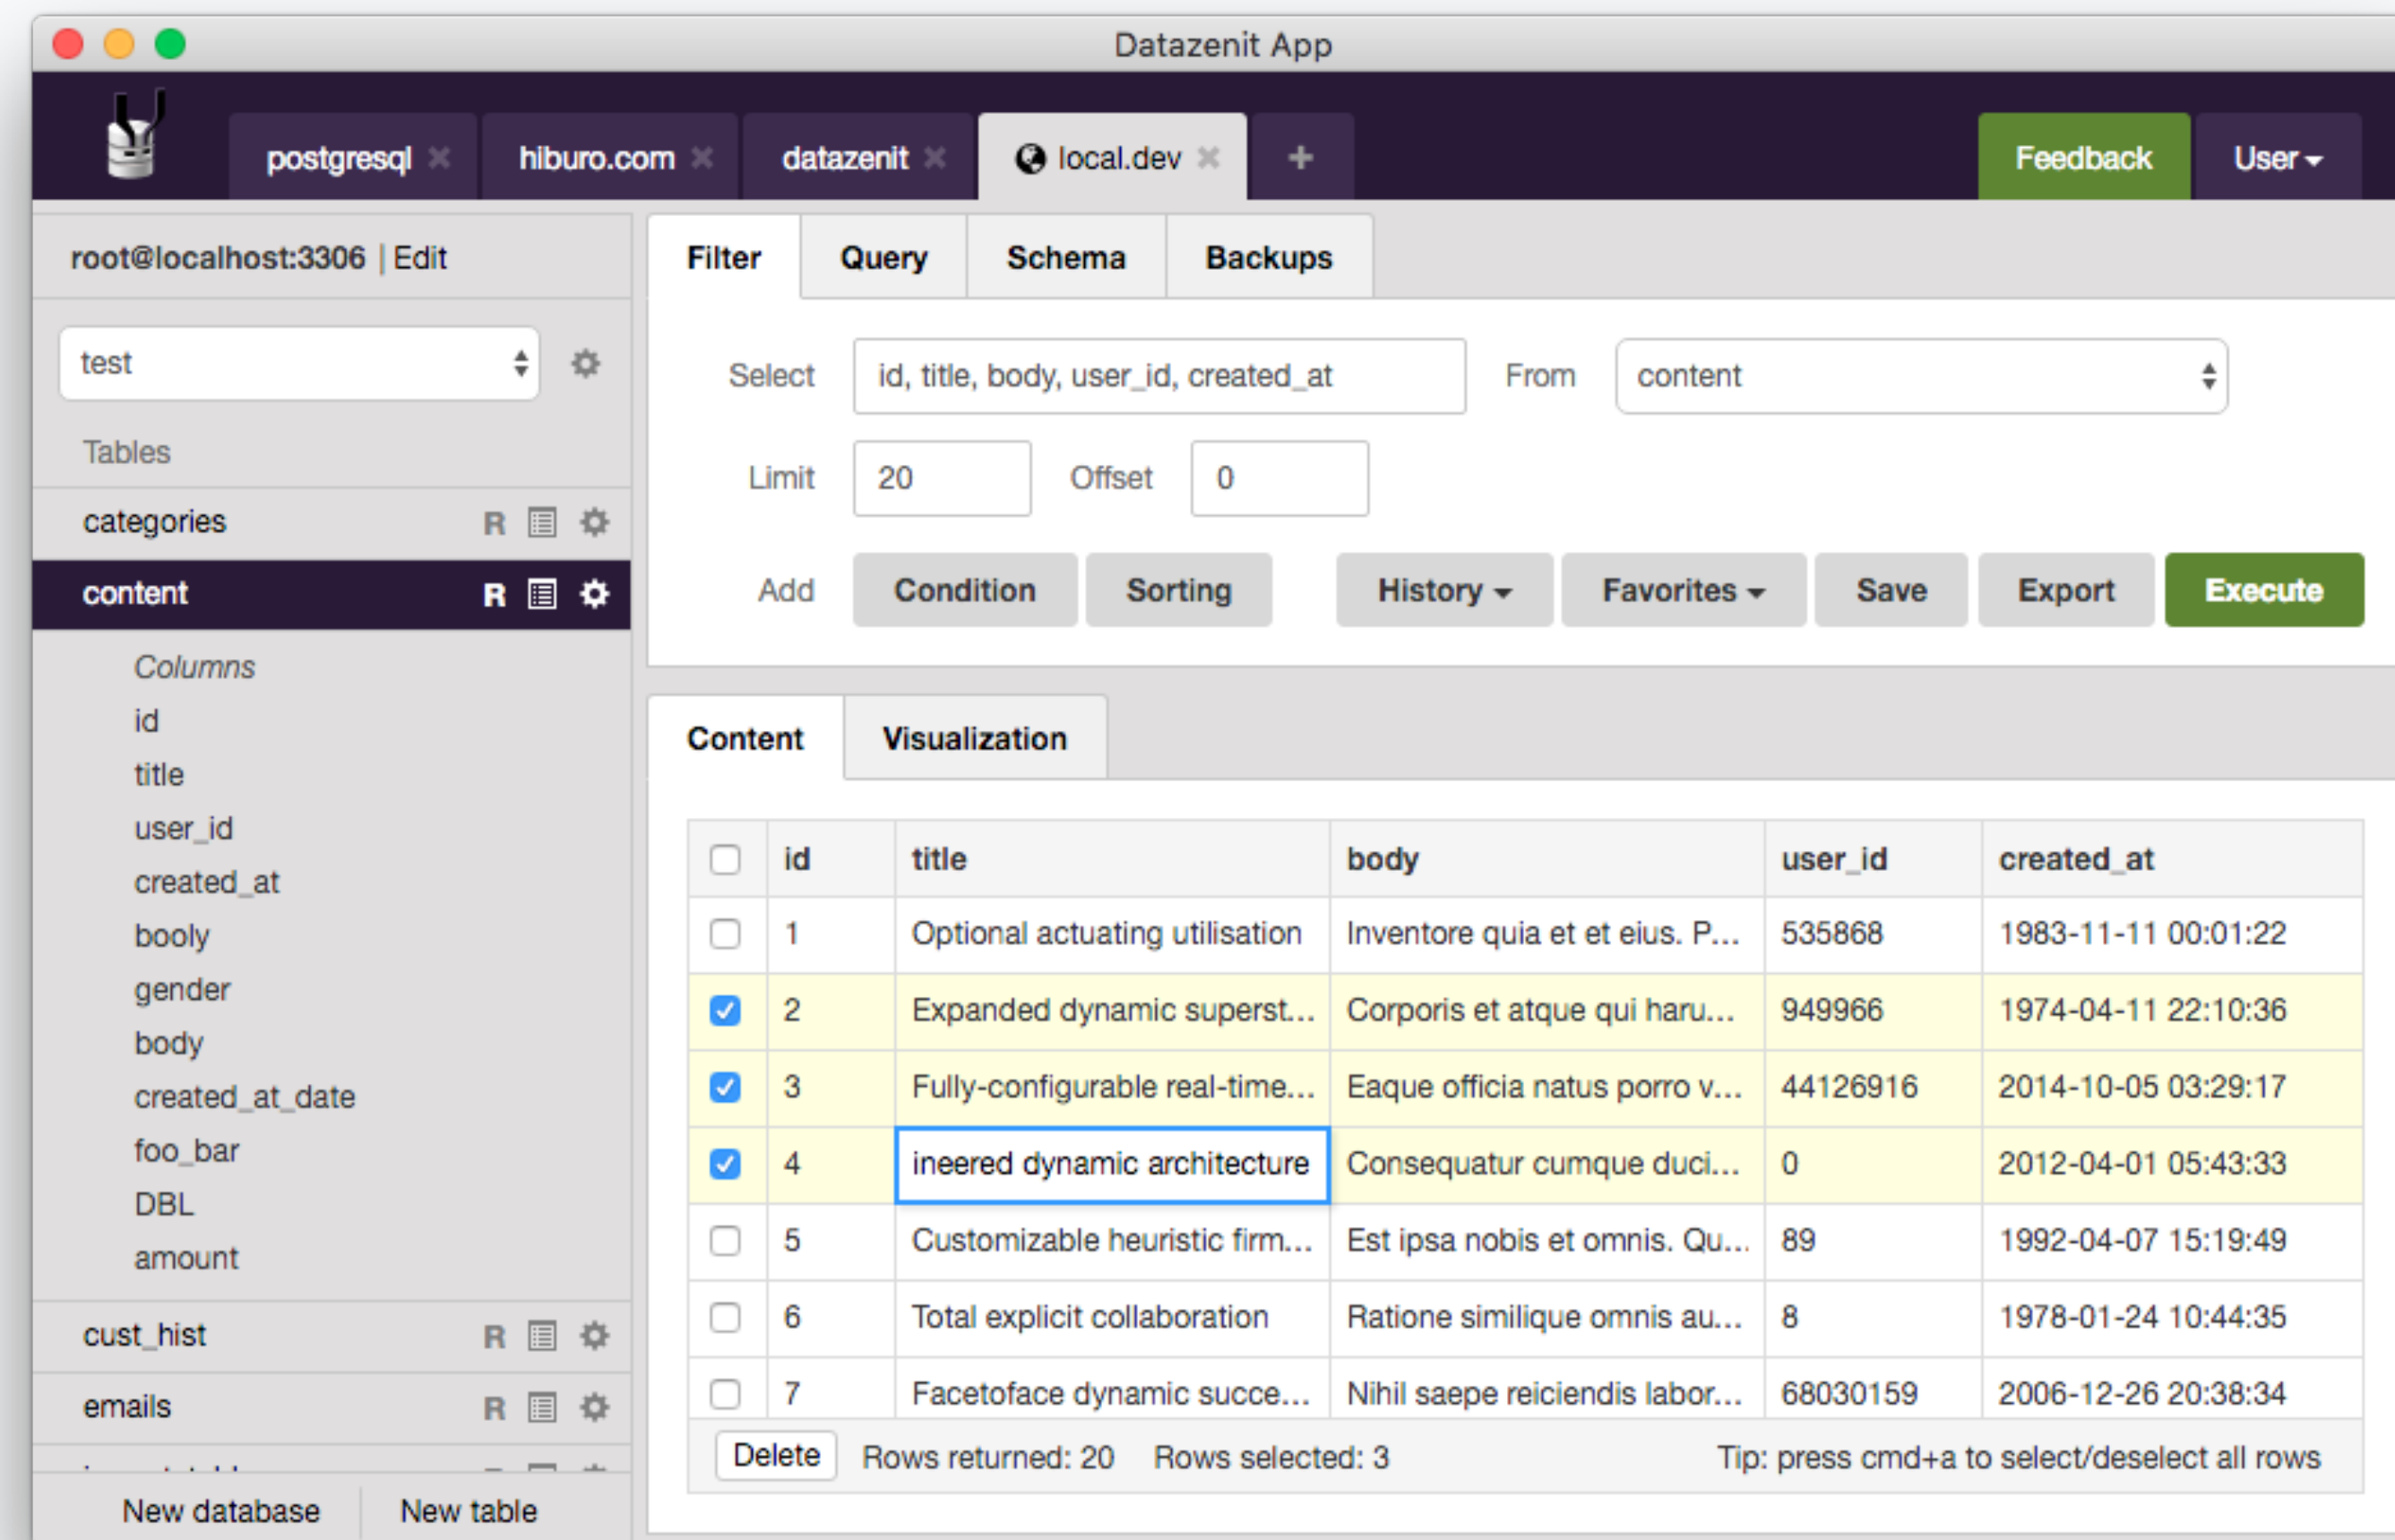 Datazenit App
postgresql hiburo.com datazenit local.dev + Feedback User
root@localhost:3306 | Edit
test
Tables
categories R
content R
Columns
id
title
user_id
created_at
booly
gender
body
created_at_date
foo_bar
DBL
amount
cust_hist R
emails R
New database New table
Filter Query Schema Backups
Select id, title, body, user_id, created_at From content
Limit 20 Offset 0
Add Condition Sorting History Favorites Save Export Execute
Content Visualization
id title body user_id created_at
1 Optional actuating utilisation Inventore quia et et eius. P... 535868 1983-11-11 00:01:22
2 Expanded dynamic superst... Corporis et atque qui haru... 949966 1974-04-11 22:10:36
3 Fully-configurable real-time... Eaque officia natus porro v... 44126916 2014-10-05 03:29:17
4 ineered dynamic architecture Consequatur cumque duci... 0 2012-04-01 05:43:33
5 Customizable heuristic firm... Est ipsa nobis et omnis. Qu... 89 1992-04-07 15:19:49
6 Total explicit collaboration Ratione similique omnis au... 8 1978-01-24 10:44:35
7 Facetoface dynamic succe... Nihil saepe reiciendis labor... 68030159 2006-12-26 20:38:34
Delete Rows returned: 20 Rows selected: 3 Tip: press cmd+a to select/deselect all rows